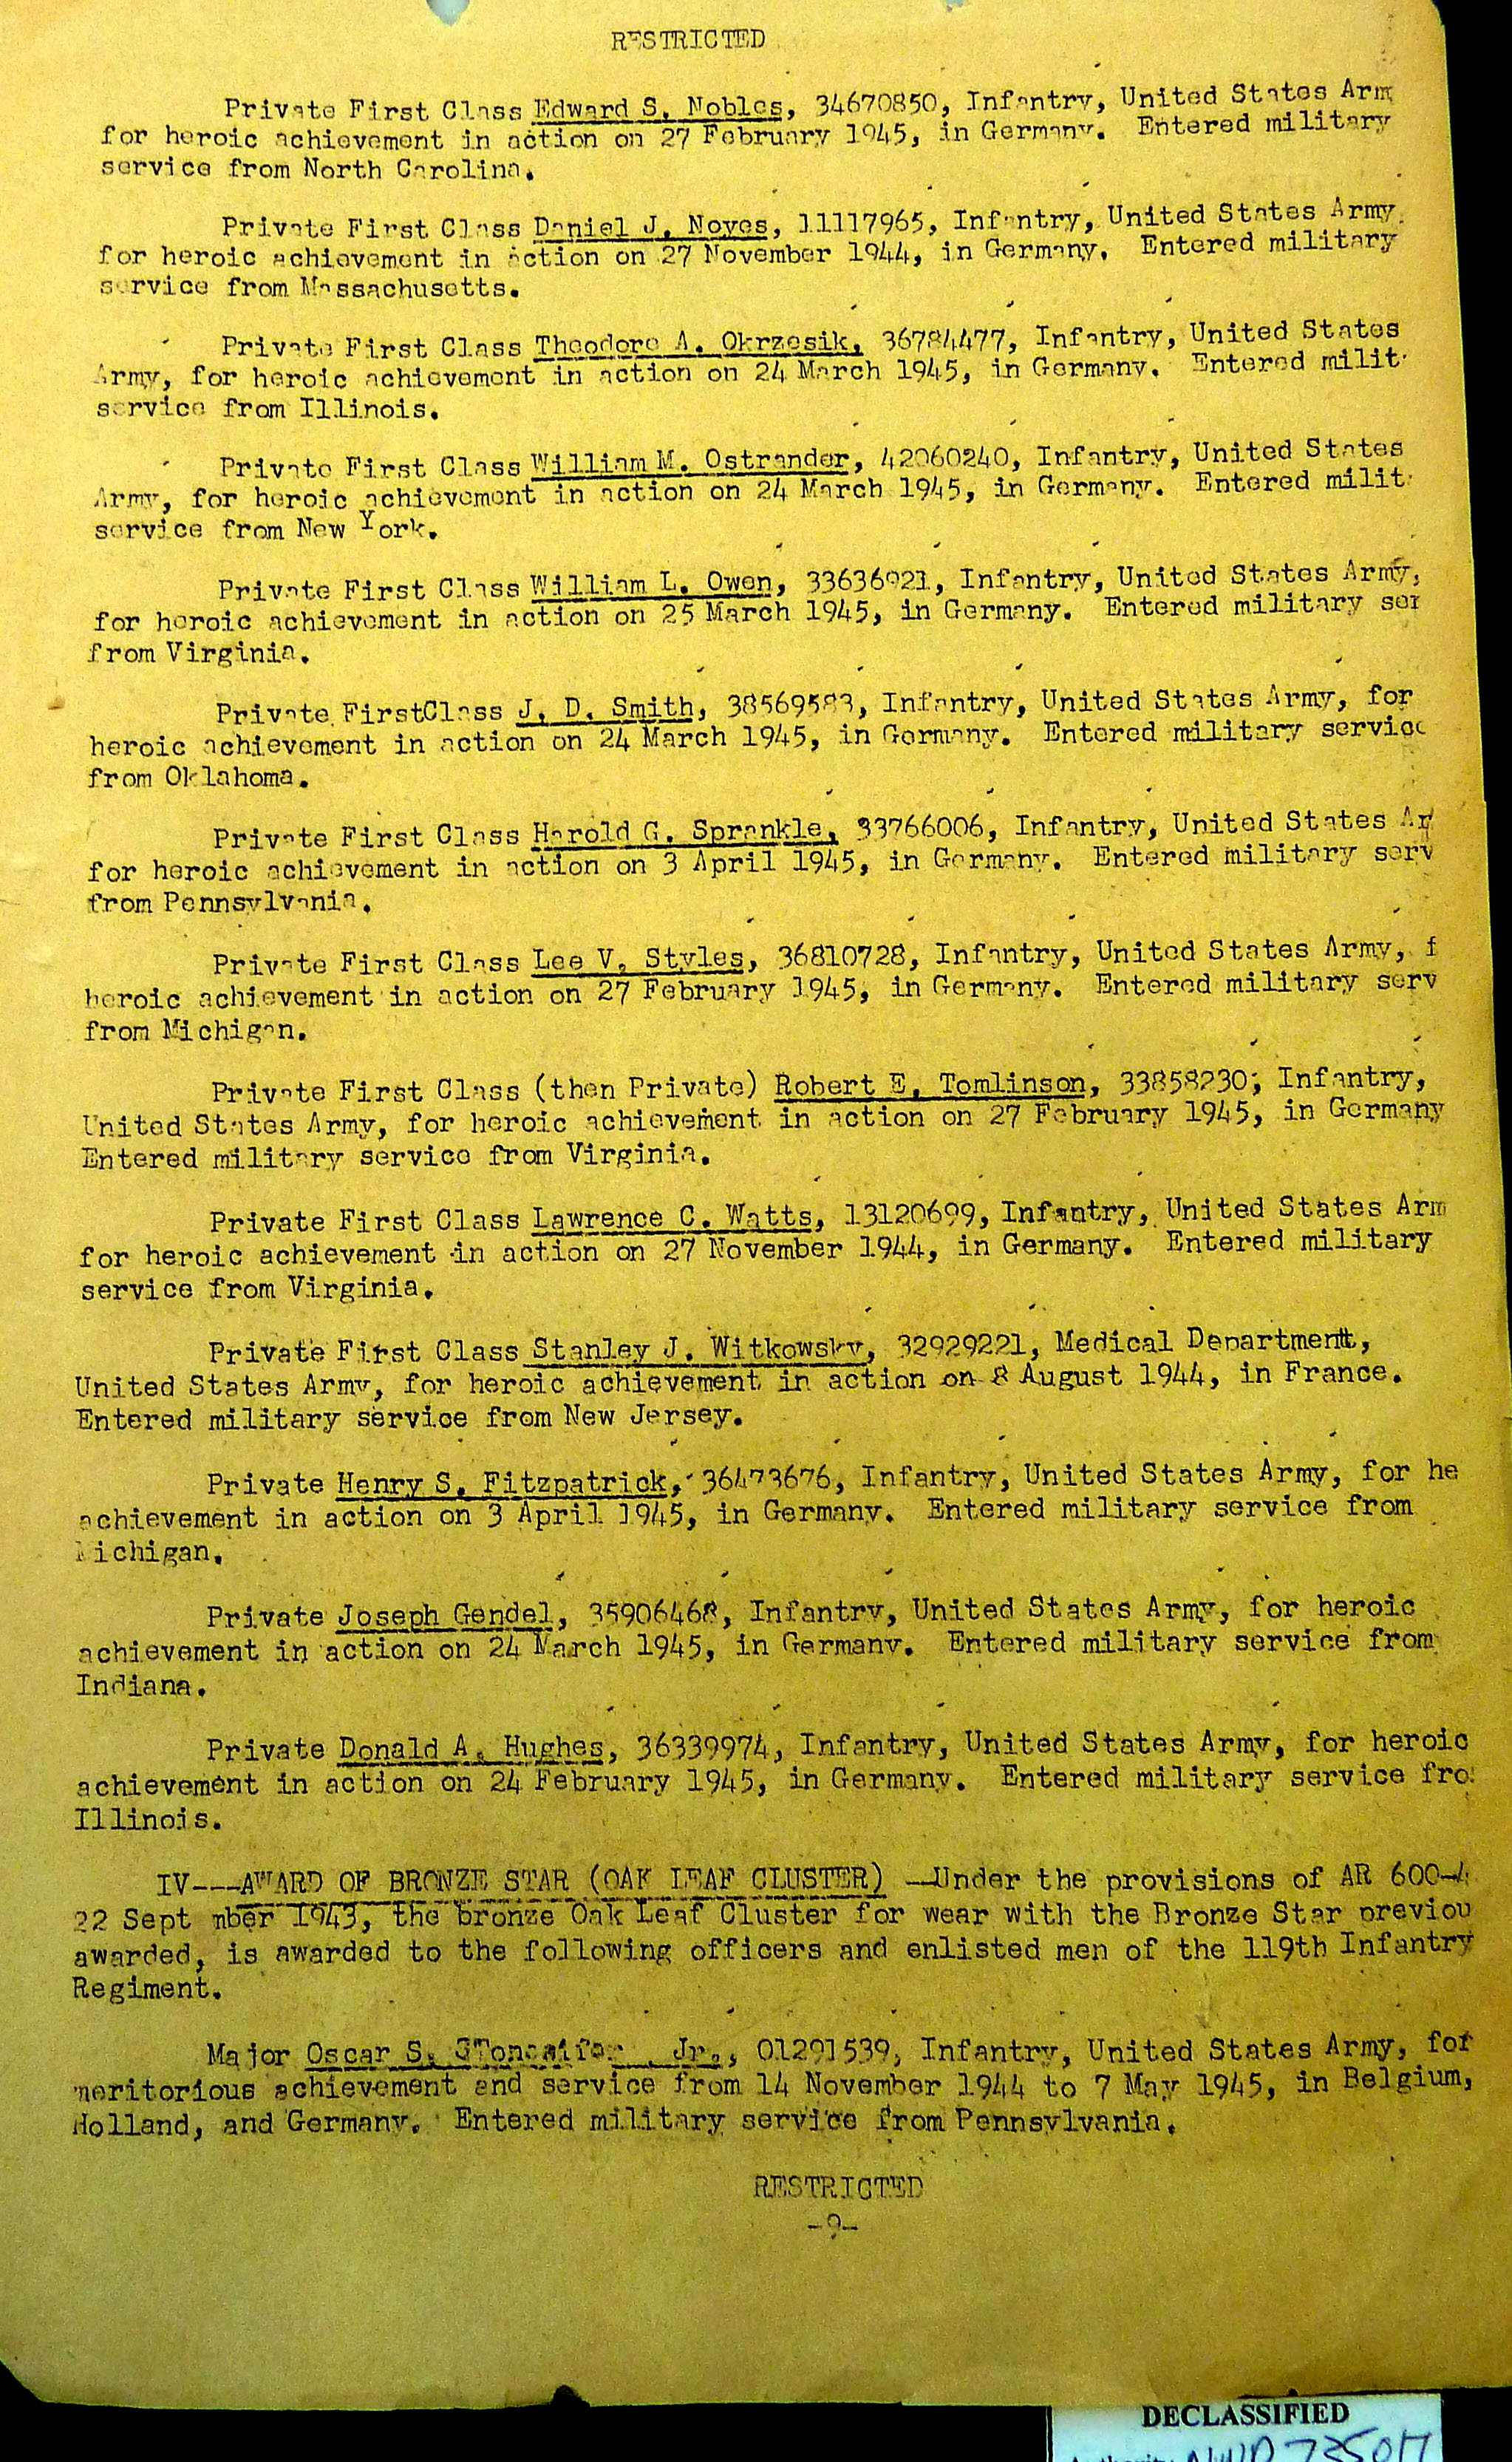 RESTRICTED
Private First Class Edward S. Nobles, 34670850, Infantry, United States Arm
for heroic achievement in action on 27 February 1945, in Germany. Entered military
service from North Carolina.
Private First Class Daniel J. Noyes, 11117965, Infantry, United States Army.
for heroic achievement in action on 27 November 1944, in Germany. Entered military
service from Massachusetts.
Private First Class Theodore A. Okrzesik, 36784477, Infantry, United States
Army, for heroic achievement in action on 24 March 1945, in Germany. Entered milit
service from Illinois.
Private First Class William M. Ostrander, 42060240, Infantry, United States
Army, for heroic achievement in action on 24 March 1945, in Germany. Entered milit
service from New York.
Private First Class William L. Owen, 33636921, Infantry, United States Army,
for heroic achievement in action on 25 March 1945, in Germany. Entered military ser
from Virginia.
Private FirstClass J. D. Smith, 38569583, Infantry, United States Army, for
heroic achievement in action on 24 March 1945, in Germany. Entered military service
from Oklahoma.
Private First Class Harold G. Sprankle, 33766006, Infantry, United States Ar
for heroic achievement in action on 3 April 1945, in Germany. Entered military serv
from Pennsylvania.
Private First Class Lee V. Styles, 36810728, Infantry, United States Army, f
heroic achievement in action on 27 February 1945, in Germany. Entered military serv
from Michigan.
Private First Class (then Private) Robert E. Tomlinson, 33858230; Infantry,
United States Army, for heroic achievement in action on 27 February 1945, in Germany
Entered military service from Virginia.
Private First Class Lawrence C. Watts, 13120699, Infantry, United States Arm
for heroic achievement in action on 27 November 1944, in Germany. Entered military
service from Virginia.
Private First Class Stanley J. Witkowsky, 32929221, Medical Department,
United States Army, for heroic achievement in action on 8 August 1944, in France.
Entered military service from New Jersey.
Private Henry S. Fitzpatrick, 36473676, Infantry, United States Army, for he
achievement in action on 3 April 1945, in Germany. Entered military service from
Michigan.
Private Joseph Gendel, 35906468, Infantry, United States Army, for heroic
achievement in action on 24 March 1945, in Germany. Entered military service from
Indiana.
Private Donald A. Hughes, 36339974, Infantry, United States Army, for heroic
achievement in action on 24 February 1945, in Germany. Entered military service fro
Illinois.
IV---AWARD OF BRONZE STAR (OAK LEAF CLUSTER) —Under the provisions of AR 600-4
22 Sept mber 1943, the bronze Oak Leaf Cluster for wear with the Bronze Star previou
awarded, is awarded to the following officers and enlisted men of the 119th Infantry
Regiment.
Major Oscar S. Jr., 01291539, Infantry, United States Army, for
meritorious achievement and service from 14 November 1944 to 7 May 1945, in Belgium,
Holland, and Germany. Entered military service from Pennsylvania.
RESTRICTED
-9-
DECLASSIFIED